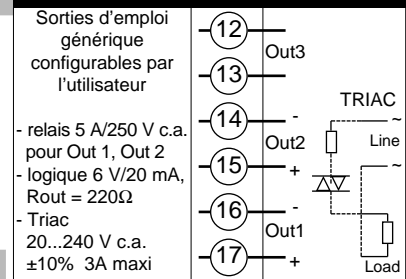 Sorties d'emploi
générique
configurables par
l'utilisateur
- relais 5 A/250 V c.a.
pour Out 1, Out 2
- logique 6 V/20 mA,
Rout = 220Ω
- Triac
20...240 V c.a.
±10% 3A maxi
12
Out3
13
14 -
Out2
15 +
16 -
Out1
17 +
TRIAC
~
Line
~
Load